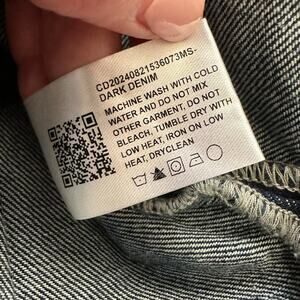 CD20240821536073MS-
DARK DENIM
MACHINE WASH WITH COLD
WATER AND DO NOT MIX
OTHER GARMENT, DO NOT
BLEACH, TUMBLE DRY WITH
LOW HEAT, IRON ON LOW
HEAT, DRYCLEAN